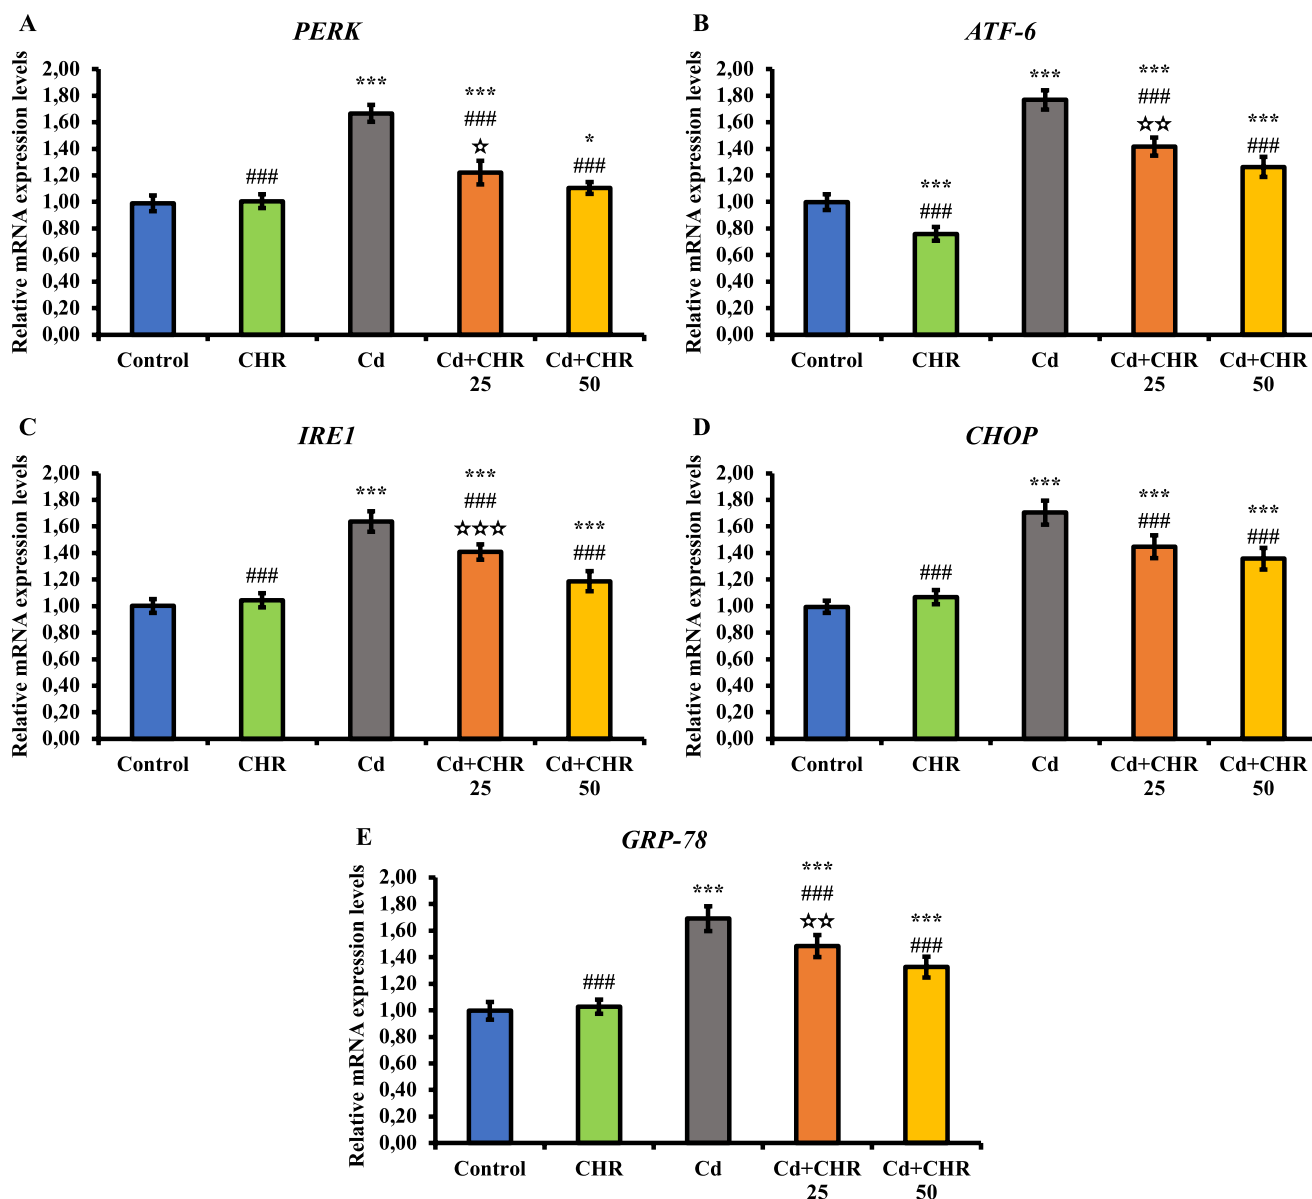 A
PERK
Relative mRNA expression levels
2,00
1,80
1,60
1,40
1,20
1,00
0,80
0,60
0,40
0,20
0,00
###
***
***
###
☆
*
###
Control
CHR
Cd
Cd+CHR
25
Cd+CHR
50
B
ATF-6
Relative mRNA expression levels
2,00
1,80
1,60
1,40
1,20
1,00
0,80
0,60
0,40
0,20
0,00
***
###
***
***
###
☆☆
***
###
Control
CHR
Cd
Cd+CHR
25
Cd+CHR
50
C
IRE1
Relative mRNA expression levels
2,00
1,80
1,60
1,40
1,20
1,00
0,80
0,60
0,40
0,20
0,00
###
***
***
###
☆☆☆
***
###
Control
CHR
Cd
Cd+CHR
25
Cd+CHR
50
D
CHOP
Relative mRNA expression levels
2,00
1,80
1,60
1,40
1,20
1,00
0,80
0,60
0,40
0,20
0,00
###
***
***
###
***
###
Control
CHR
Cd
Cd+CHR
25
Cd+CHR
50
E
GRP-78
Relative mRNA expression levels
2,00
1,80
1,60
1,40
1,20
1,00
0,80
0,60
0,40
0,20
0,00
###
***
***
###
☆☆
***
###
Control
CHR
Cd
Cd+CHR
25
Cd+CHR
50